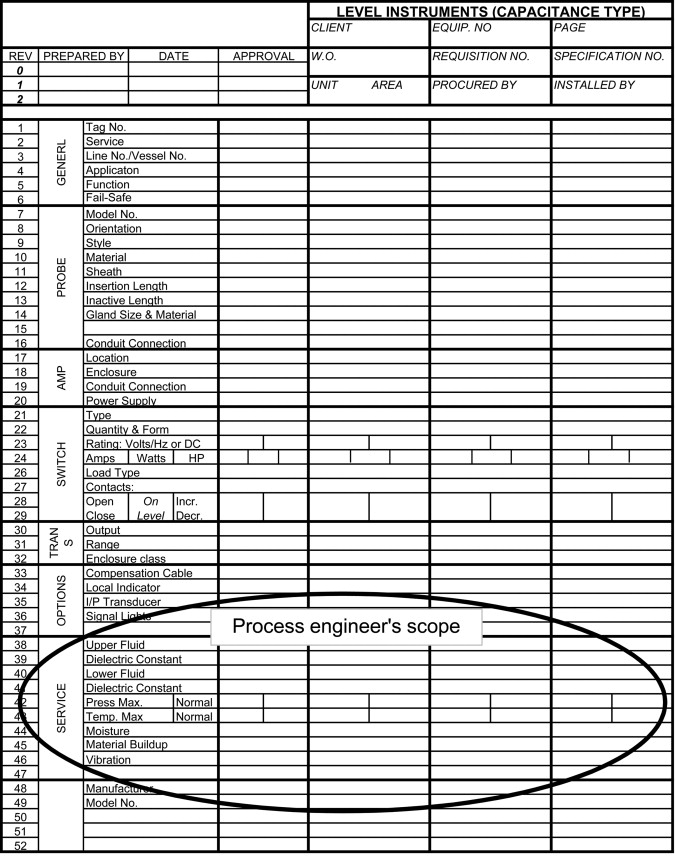 LEVEL INSTRUMENTS (CAPACITANCE TYPE)
CLIENT EQUIP. NO PAGE
REV PREPARED BY DATE APPROVAL W.O. REQUISITION NO. SPECIFICATION NO.
0
1 UNIT AREA PROCURED BY INSTALLED BY
2
GENERL
1 Tag No.
2 Service
3 Line No./Vessel No.
4 Applicaton
5 Function
6 Fail-Safe
PROBE
7 Model No.
8 Orientation
9 Style
10 Material
11 Sheath
12 Insertion Length
13 Inactive Length
14 Gland Size & Material
15
16 Conduit Connection
AMP
17 Location
18 Enclosure
19 Conduit Connection
20 Power Supply
SWITCH
21 Type
22 Quantity & Form
23 Rating: Volts/Hz or DC
24 Amps Watts HP
26 Load Type
27 Contacts:
28 Open On Incr.
29 Close Level Decr.
TRAN
S
30 Output
31 Range
32 Enclosure class
OPTIONS
33 Compensation Cable
34 Local Indicator
35 I/P Transducer
36 Signal Lights
37
Process engineer's scope
SERVICE
38 Upper Fluid
39 Dielectric Constant
40 Lower Fluid
41 Dielectric Constant
42 Press Max. Normal
43 Temp. Max Normal
44 Moisture
45 Material Buildup
46 Vibration
47
48 Manufacturer
49 Model No.
50
51
52